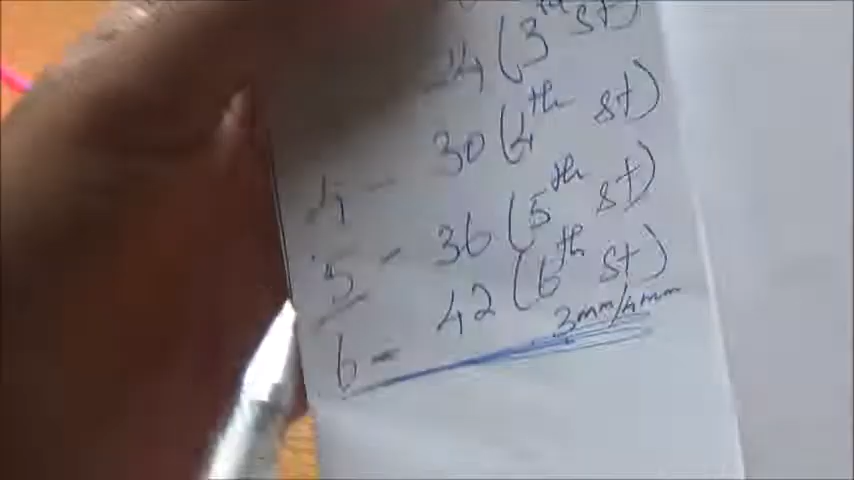 24 (3rd st)
4 - 30 (4th st)
5 - 36 (5th st)
6 - 42 (6th st)
3mm/4mm